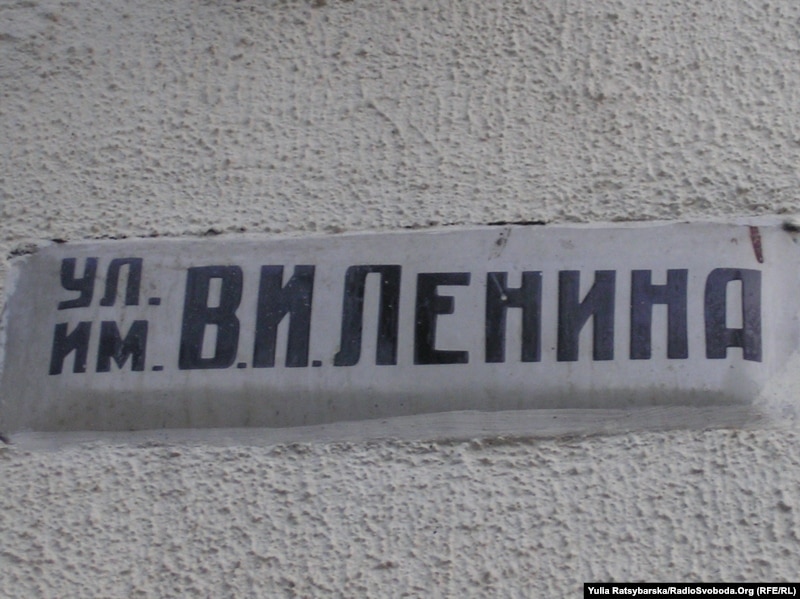 ул.
им. В.И.Ленина
Yulia Ratsybarska/RadioSvoboda.Org (RFE/RL)